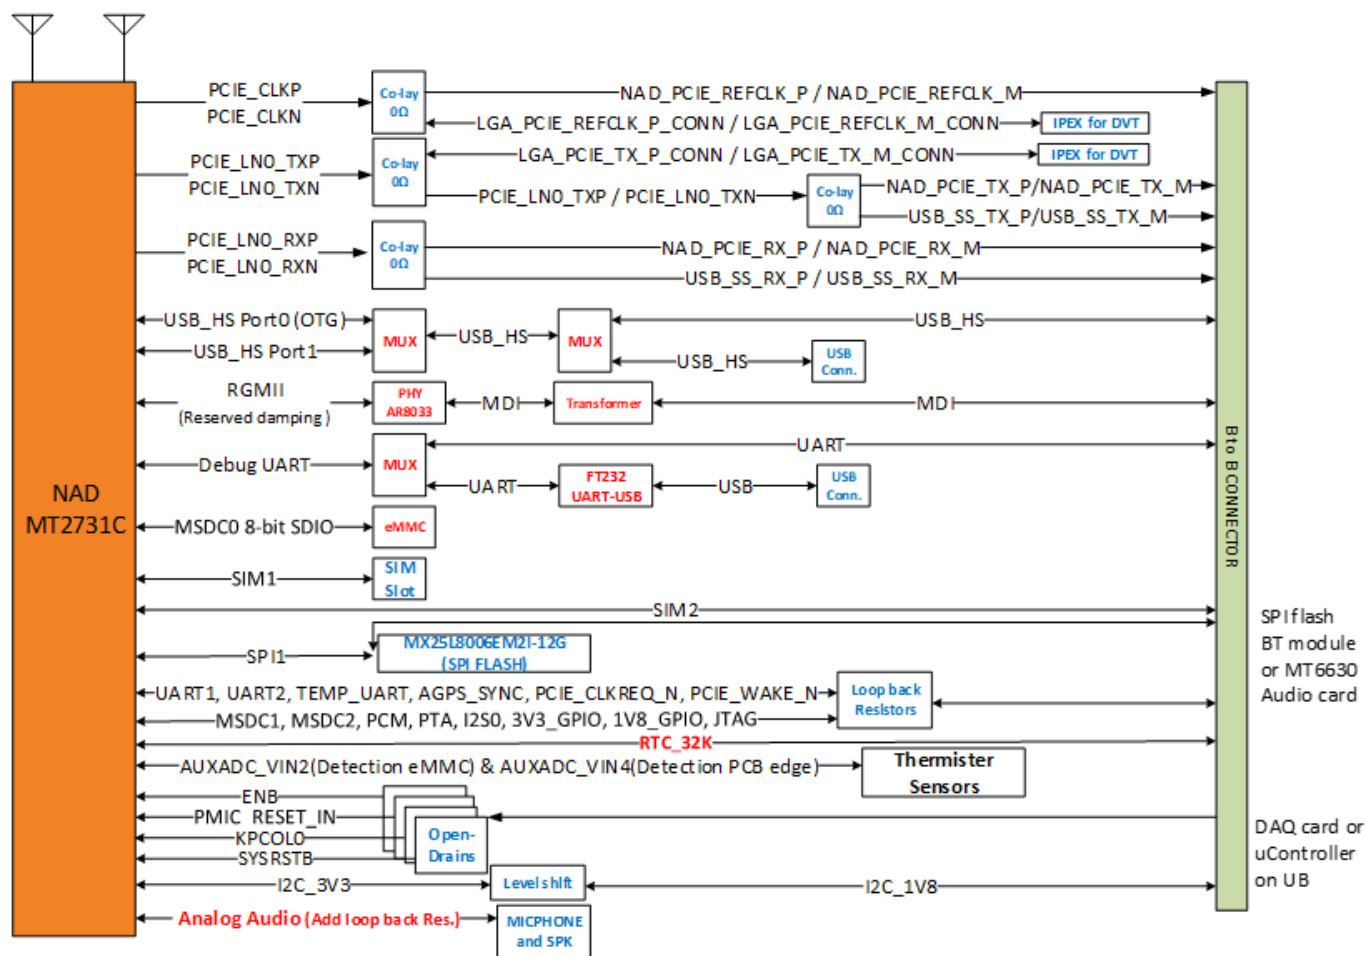 PCIE_CLKP
PCIE_CLKN
Co-lay
0Ω
NAD_PCIE_REFCLK_P / NAD_PCIE_REFCLK_M
LGA_PCIE_REFCLK_P_CONN / LGA_PCIE_REFCLK_M_CONN
IPEX for DVT
PCIE_LN0_TXP
PCIE_LN0_TXN
Co-lay
0Ω
LGA_PCIE_TX_P_CONN / LGA_PCIE_TX_M_CONN
IPEX for DVT
PCIE_LN0_TXP / PCIE_LN0_TXN
Co-lay
0Ω
NAD_PCIE_TX_P/NAD_PCIE_TX_M
USB_SS_TX_P/USB_SS_TX_M
PCIE_LN0_RXP
PCIE_LN0_RXN
Co-lay
0Ω
NAD_PCIE_RX_P / NAD_PCIE_RX_M
USB_SS_RX_P / USB_SS_RX_M
USB_HS Port0 (OTG)
USB_HS Port1
MUX
USB_HS
MUX
USB_HS
USB_HS
USB
Conn.
RGMII
(Reserved damping )
PHY
AR8033
MDI
Transformer
MDI
Debug UART
MUX
UART
UART
FT232
UART-USB
USB
USB
Conn.
NAD
MT2731C
B to B CONNECTOR
MSDC0 8-bit SDIO
eMMC
SIM1
SIM
Slot
SIM2
SPI1
MX25L8006EM2I-12G
(SPI FLASH)
SPI flash
BT module
or MT6630
Audio card
UART1, UART2, TEMP_UART, AGPS_SYNC, PCIE_CLKREQ_N, PCIE_WAKE_N
MSDC1, MSDC2, PCM, PTA, I2S0, 3V3_GPIO, 1V8_GPIO, JTAG
Loop back
Resistors
RTC_32K
AUXADC_VIN2(Detection eMMC) & AUXADC_VIN4(Detection PCB edge)
Thermister
Sensors
ENB
PMIC_RESET_IN
KPCOL0
SYSRSTB
Open-
Drains
DAQ card or
uController
on UB
I2C_3V3
Level shift
I2C_1V8
Analog Audio (Add loop back Res.)
MICPHONE
and SPK